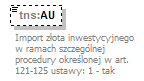 tns:AU
Import złota inwestycyjnego
w ramach szczególnej
procedury określonej w art.
121-125 ustawy: 1 - tak